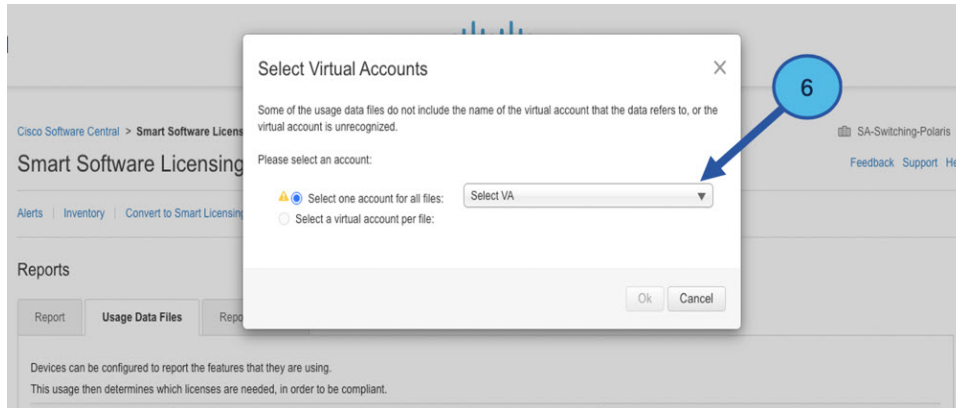 Select Virtual Accounts
Some of the usage data files do not include the name of the virtual account that the data refers to, or the
virtual account is unrecognized.
Please select an account:
Select one account for all files:
Select VA
Select a virtual account per file:
Ok
Cancel
6
Cisco Software Central > Smart Software Licens
SA-Switching-Polaris
Smart Software Licensing
Feedback Support He
Alerts | Inventory | Convert to Smart Licensing
Reports
Report
Usage Data Files
Repo
Devices can be configured to report the features that they are using.
This usage then determines which licenses are needed, in order to be compliant.